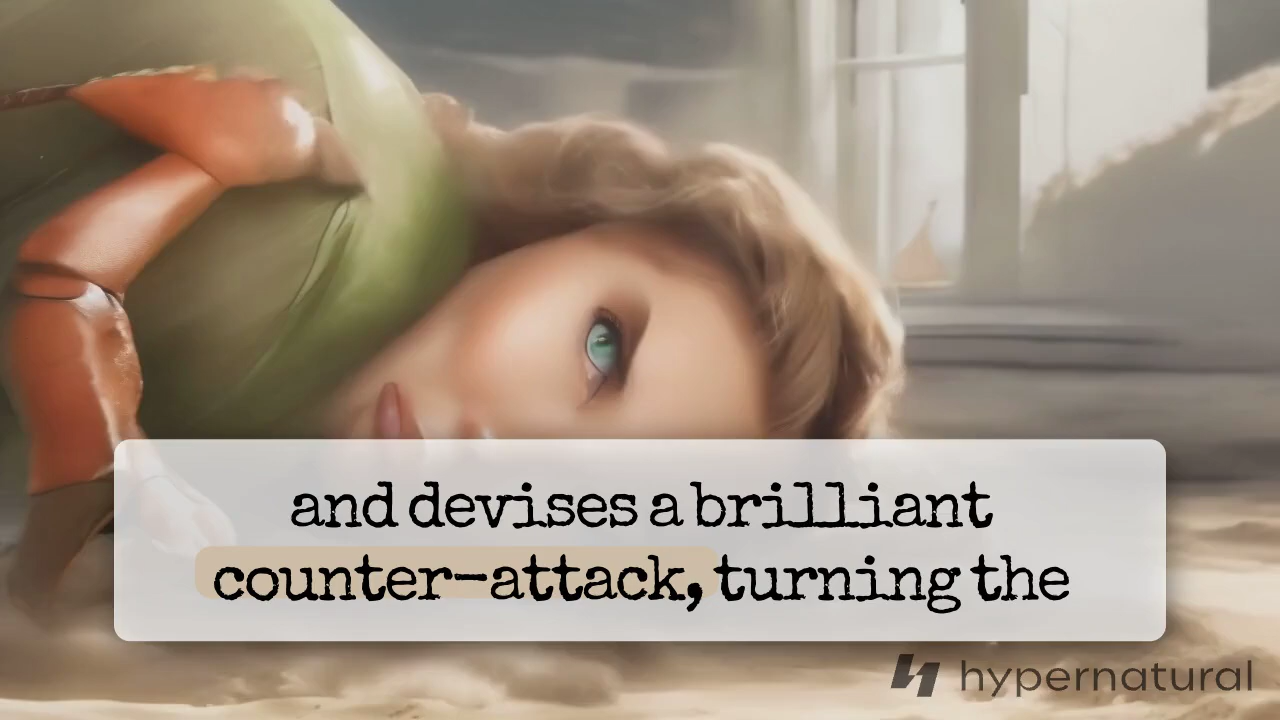 and devises a brilliant
counter-attack, turning the
hypernatural